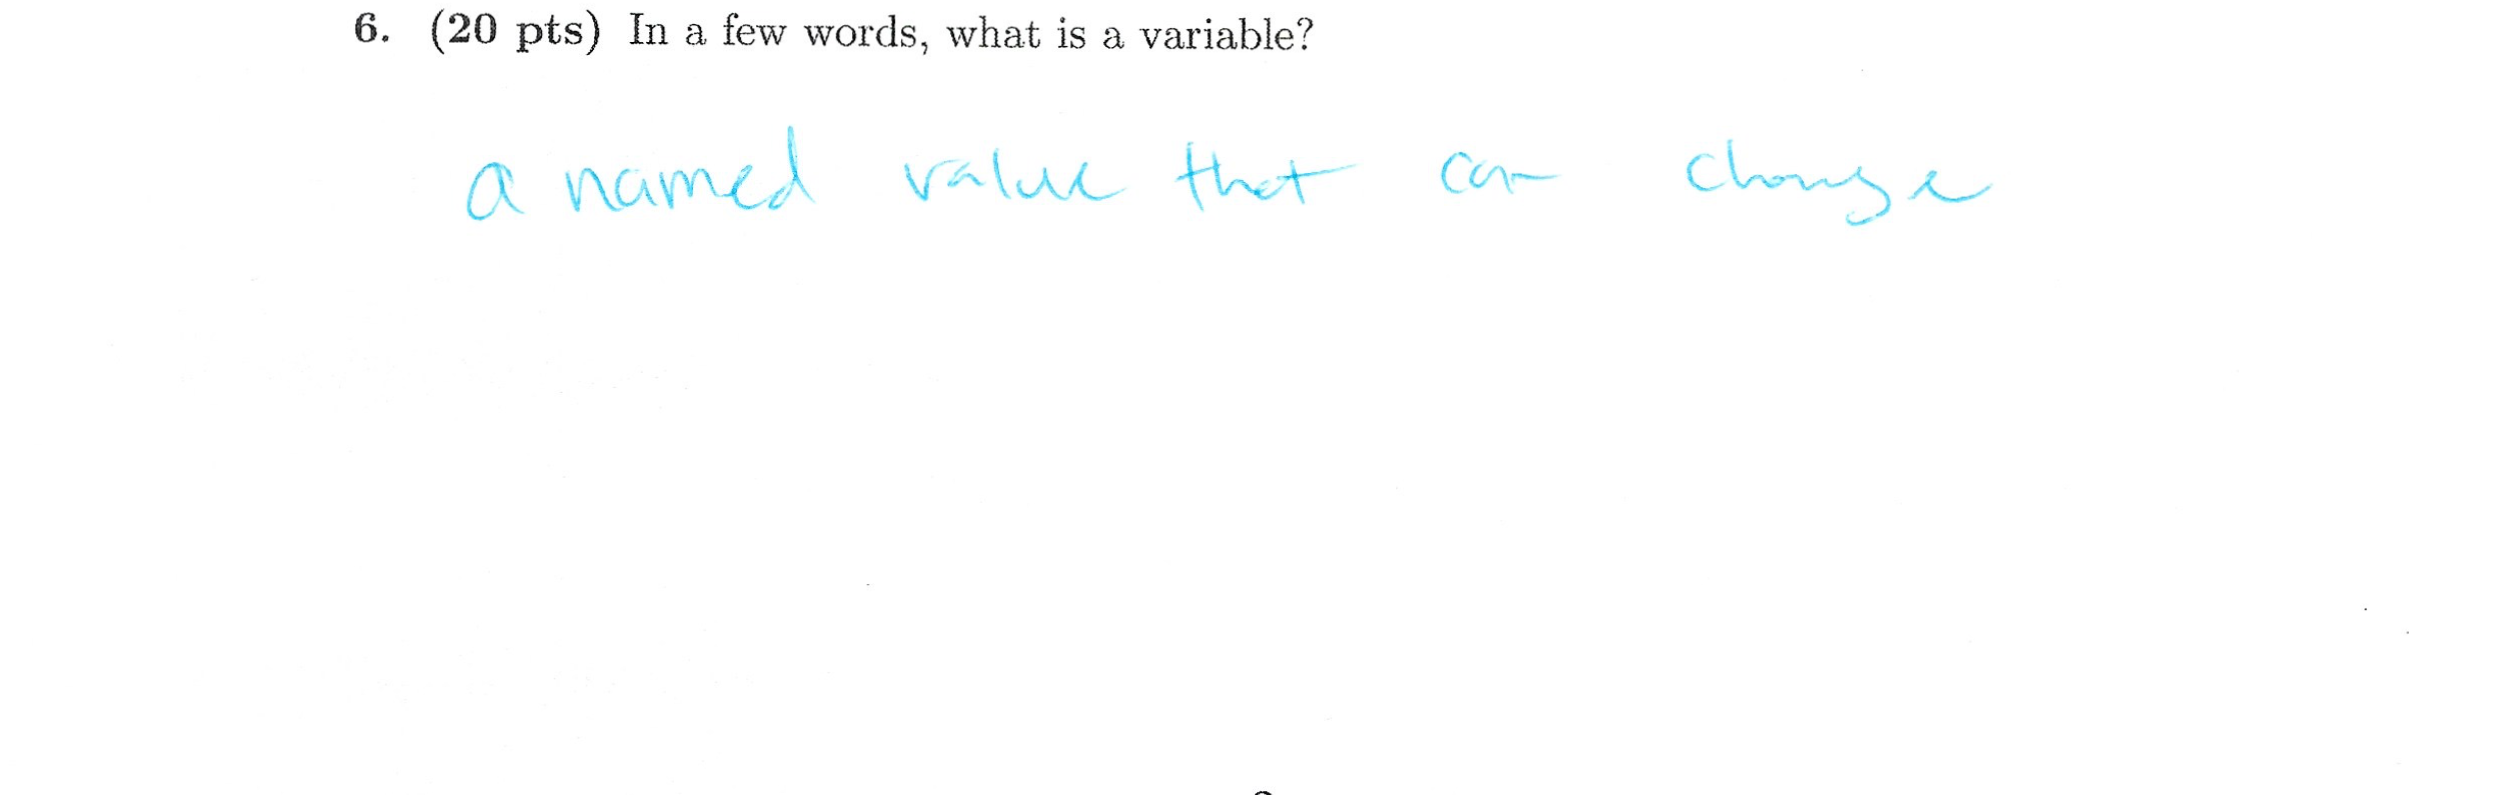 6. (20 pts) In a few words, what is a variable?
a named value that can change